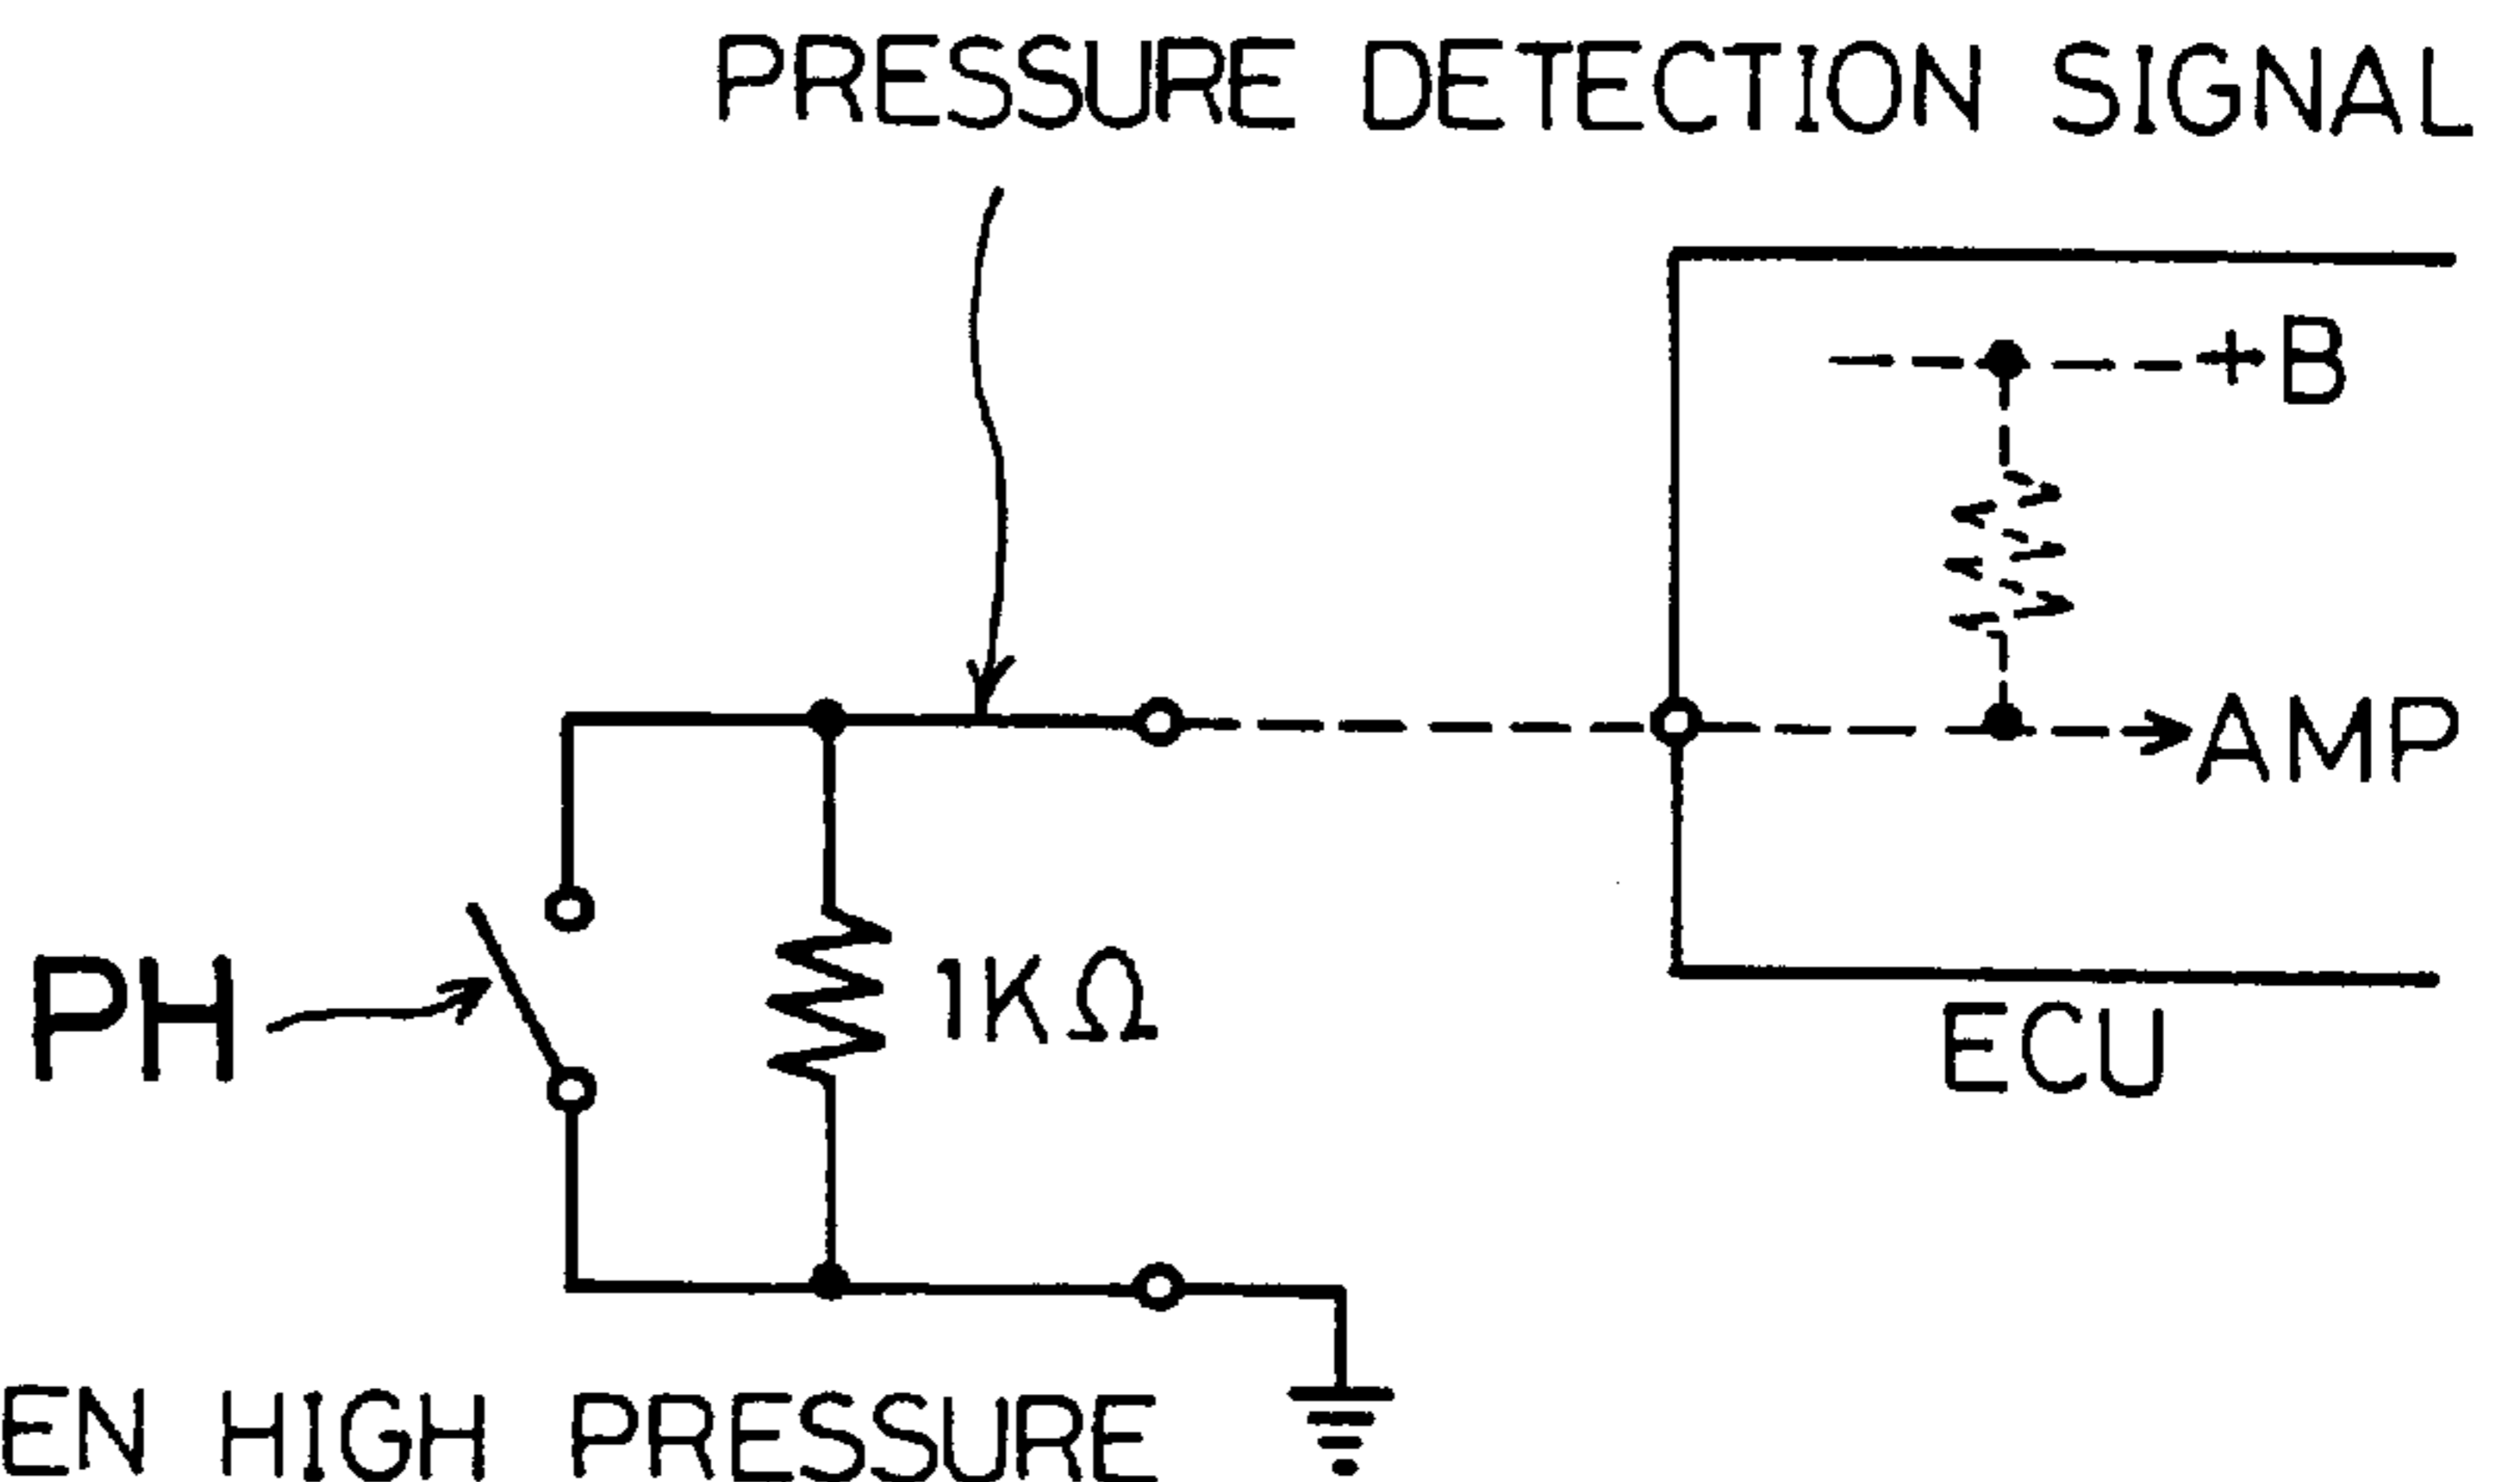 PRESSURE DETECTION SIGNAL
+B
AMP
PH
1KΩ
ECU
EN HIGH PRESSURE